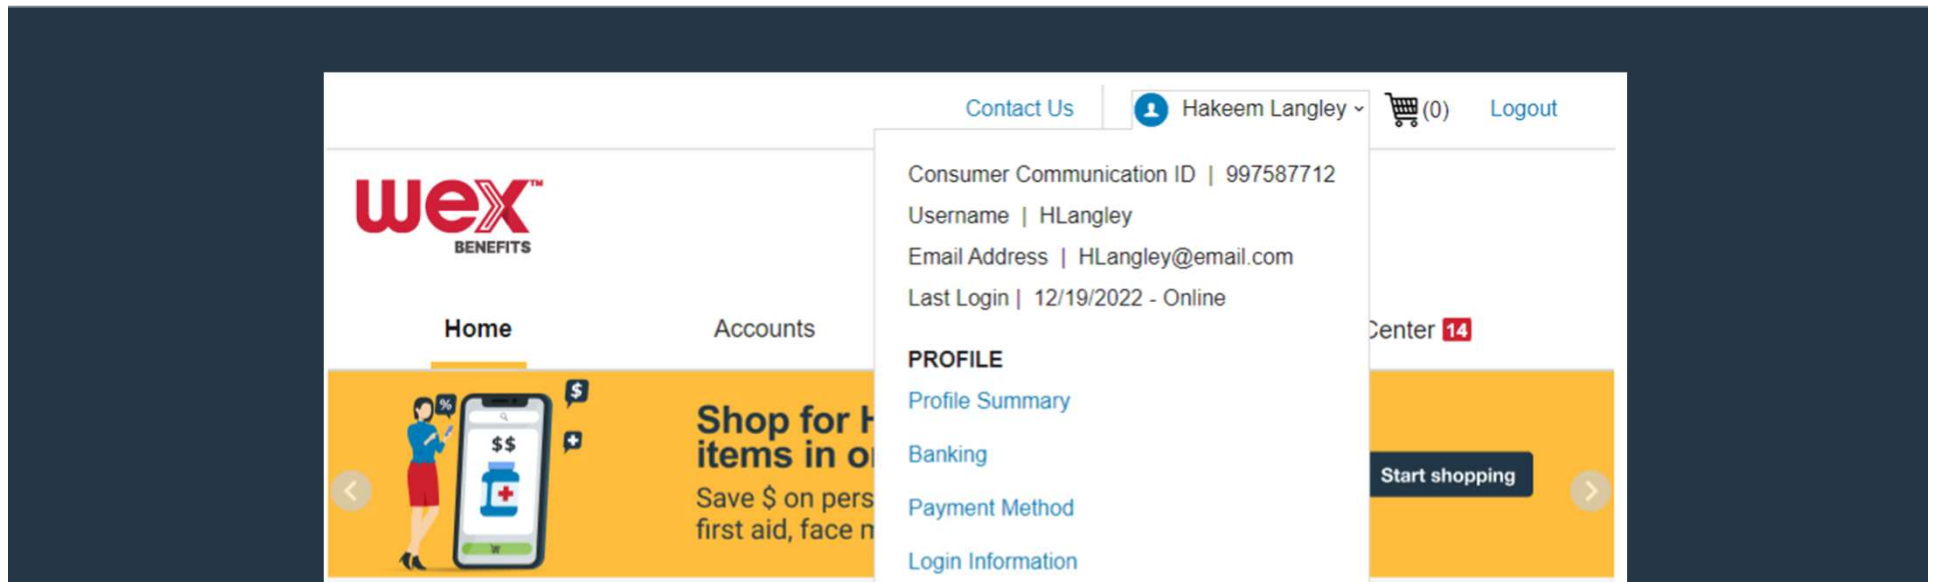 Contact Us
Hakeem Langley
(0)
Logout
Consumer Communication ID | 997587712
Username | HLangley
Email Address | HLangley@email.com
Last Login | 12/19/2022 - Online
wex™
BENEFITS
Home
Accounts
Center 14
PROFILE
Profile Summary
Banking
Payment Method
Login Information
%
$
$$
Shop for
items in
Save $ on
first aid, face
Start shopping